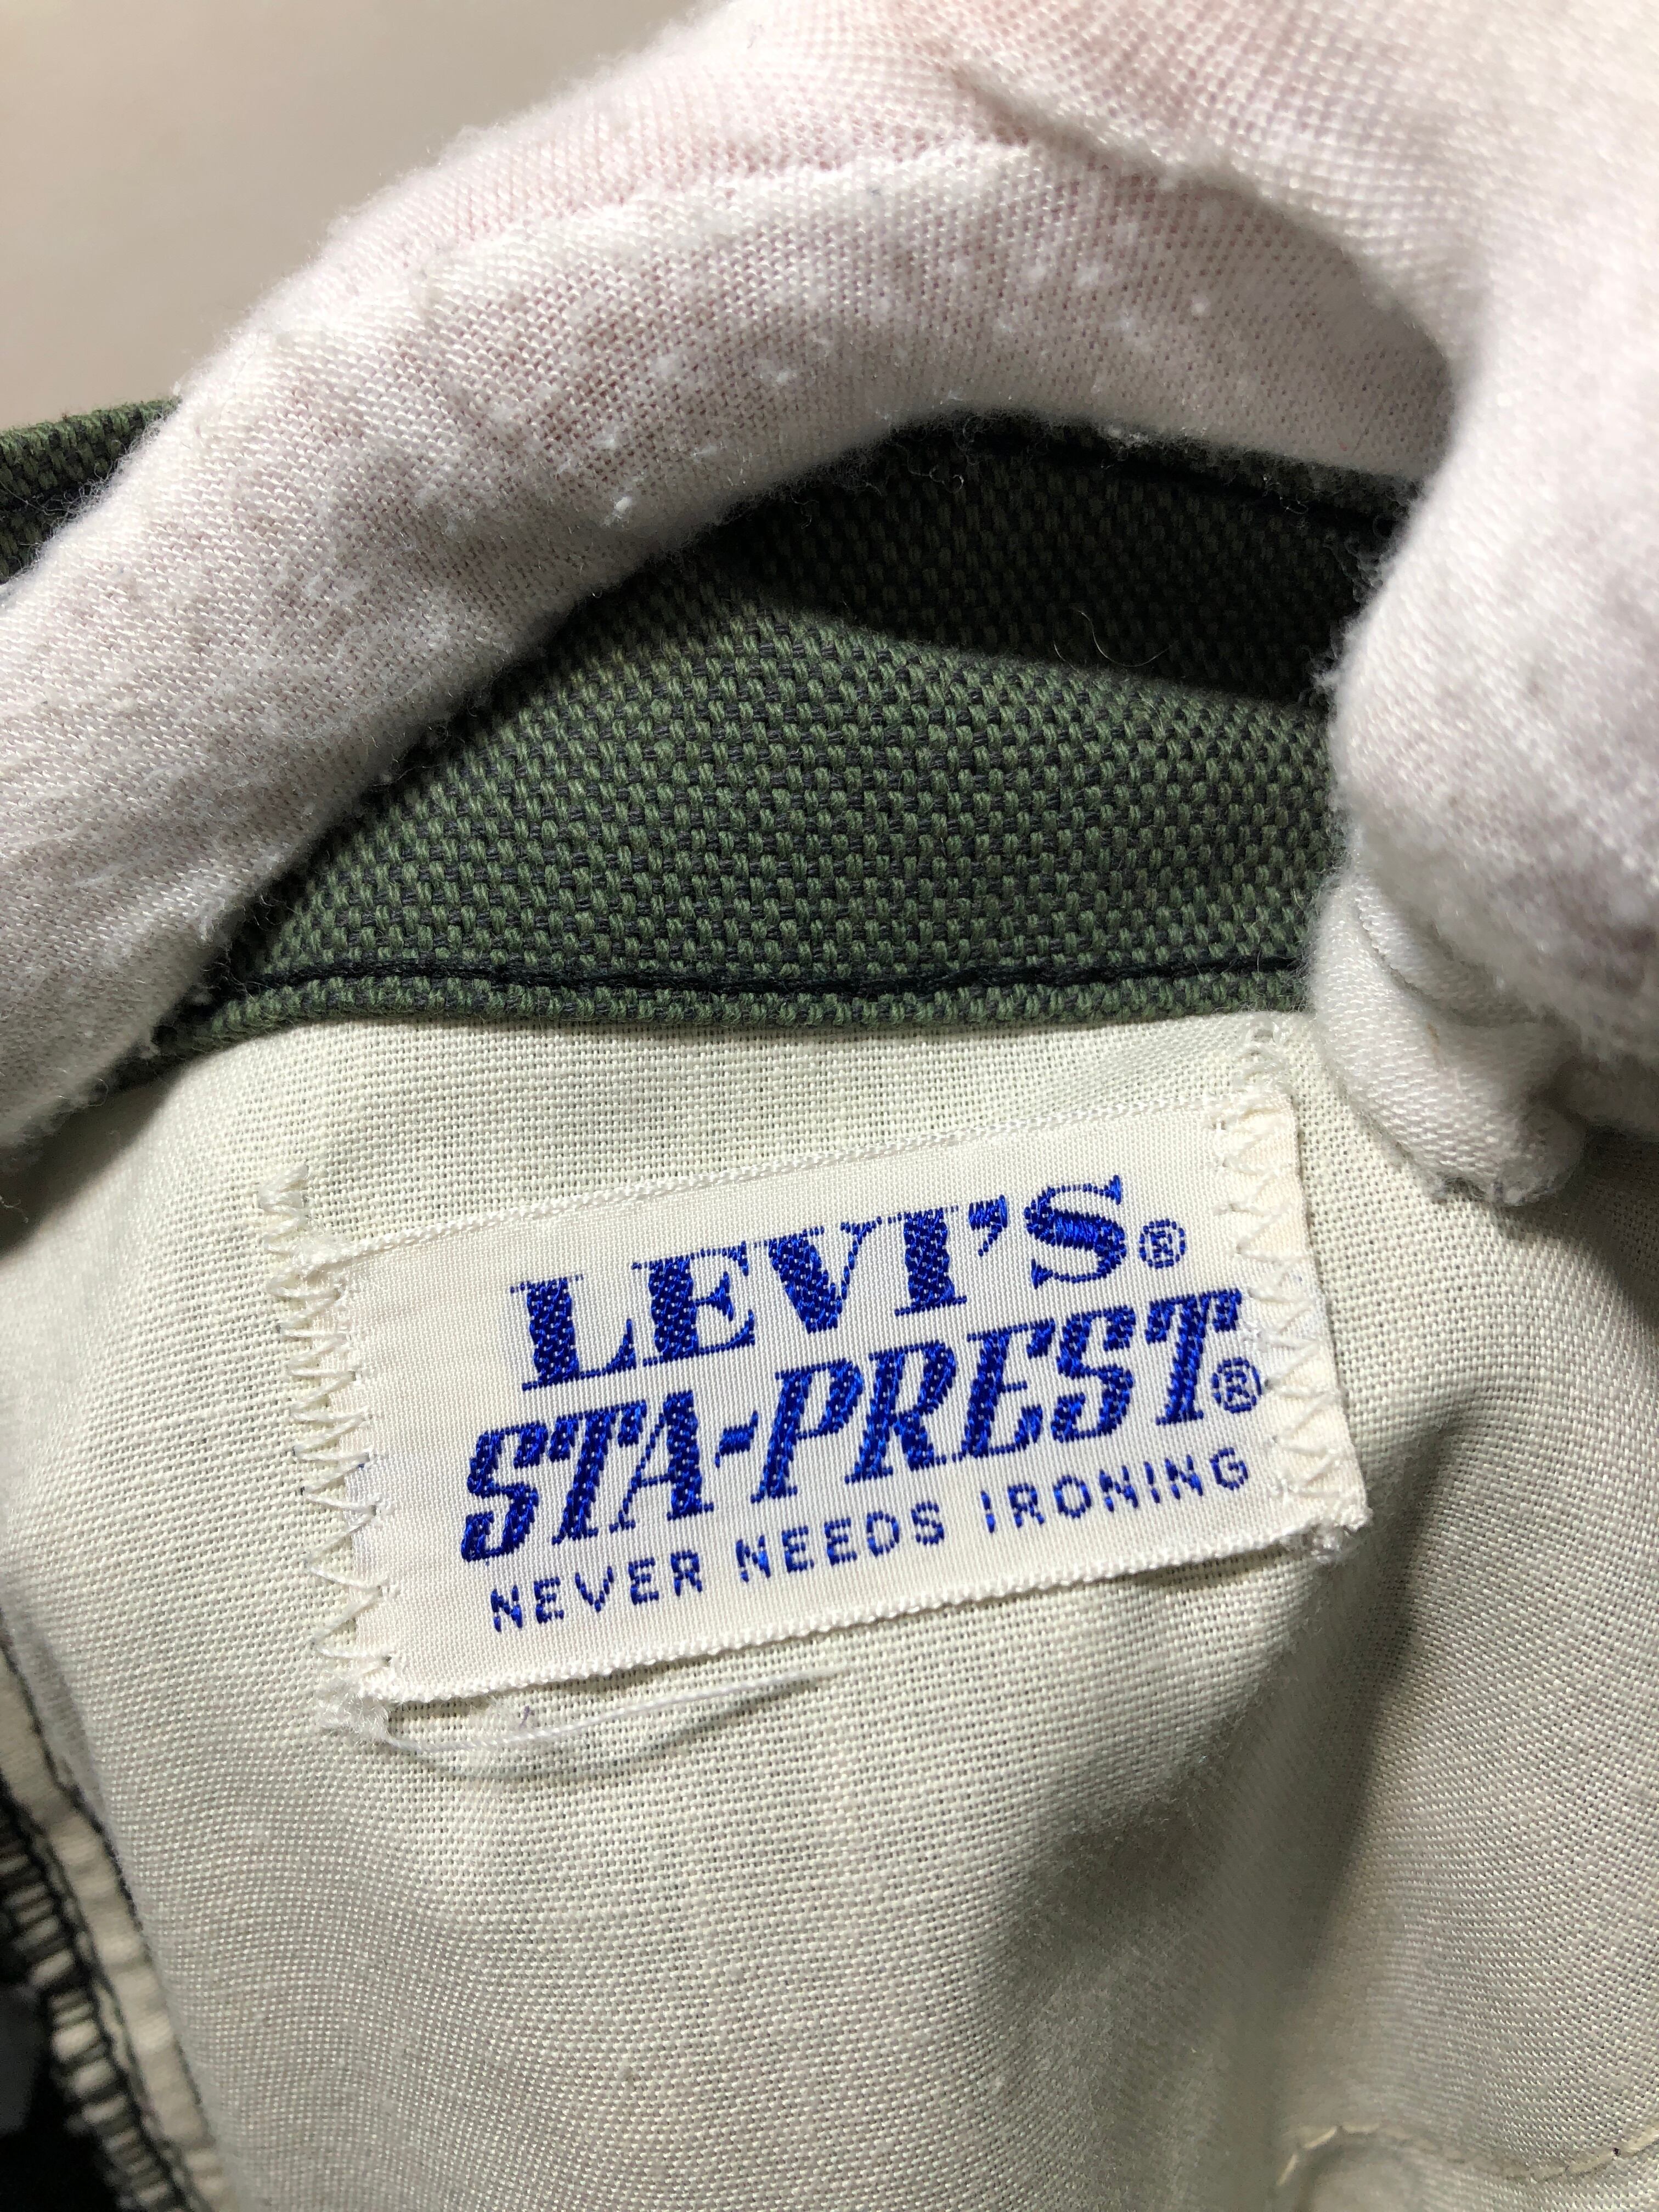 LEVI'S®
STA-PREST®
NEVER NEEDS IRONING